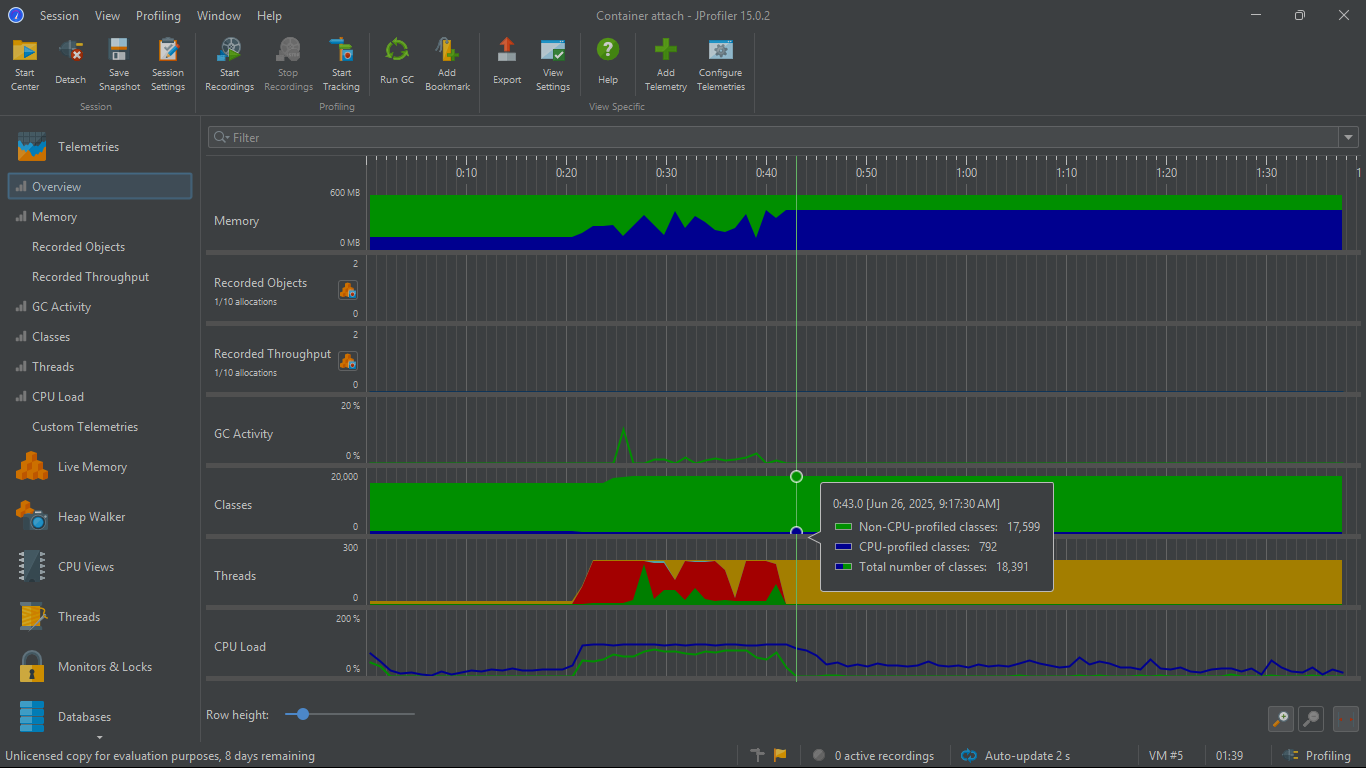 Container attach - JProfiler 15.0.2
Session View Profiling Window Help
Start Center
Detach
Save Snapshot
Session Settings
Start Recordings
Stop Recordings
Start Tracking
Run GC
Add Bookmark
Export
View Settings
Help
Add Telemetry
Configure Telemetries
Session
Profiling
View Specific
Telemetries
Overview
Memory
Recorded Objects
Recorded Throughput
GC Activity
Classes
Threads
CPU Load
Custom Telemetries
Live Memory
Heap Walker
CPU Views
Threads
Monitors & Locks
Databases
Filter
0:10 0:20 0:30 0:40 0:50 1:00 1:10 1:20 1:30 1
600 MB
Memory
0 MB
2
Recorded Objects
1/10 allocations
0
2
Recorded Throughput
1/10 allocations
0
20 %
GC Activity
0 %
20,000
Classes
0
300
Threads
0
200 %
CPU Load
0 %
0:43.0 [Jun 26, 2025, 9:17:30 AM]
Non-CPU-profiled classes: 17,599
CPU-profiled classes: 792
Total number of classes: 18,391
Row height:
Unlicensed copy for evaluation purposes, 8 days remaining
0 active recordings
Auto-update 2 s
VM #5
01:39
Profiling